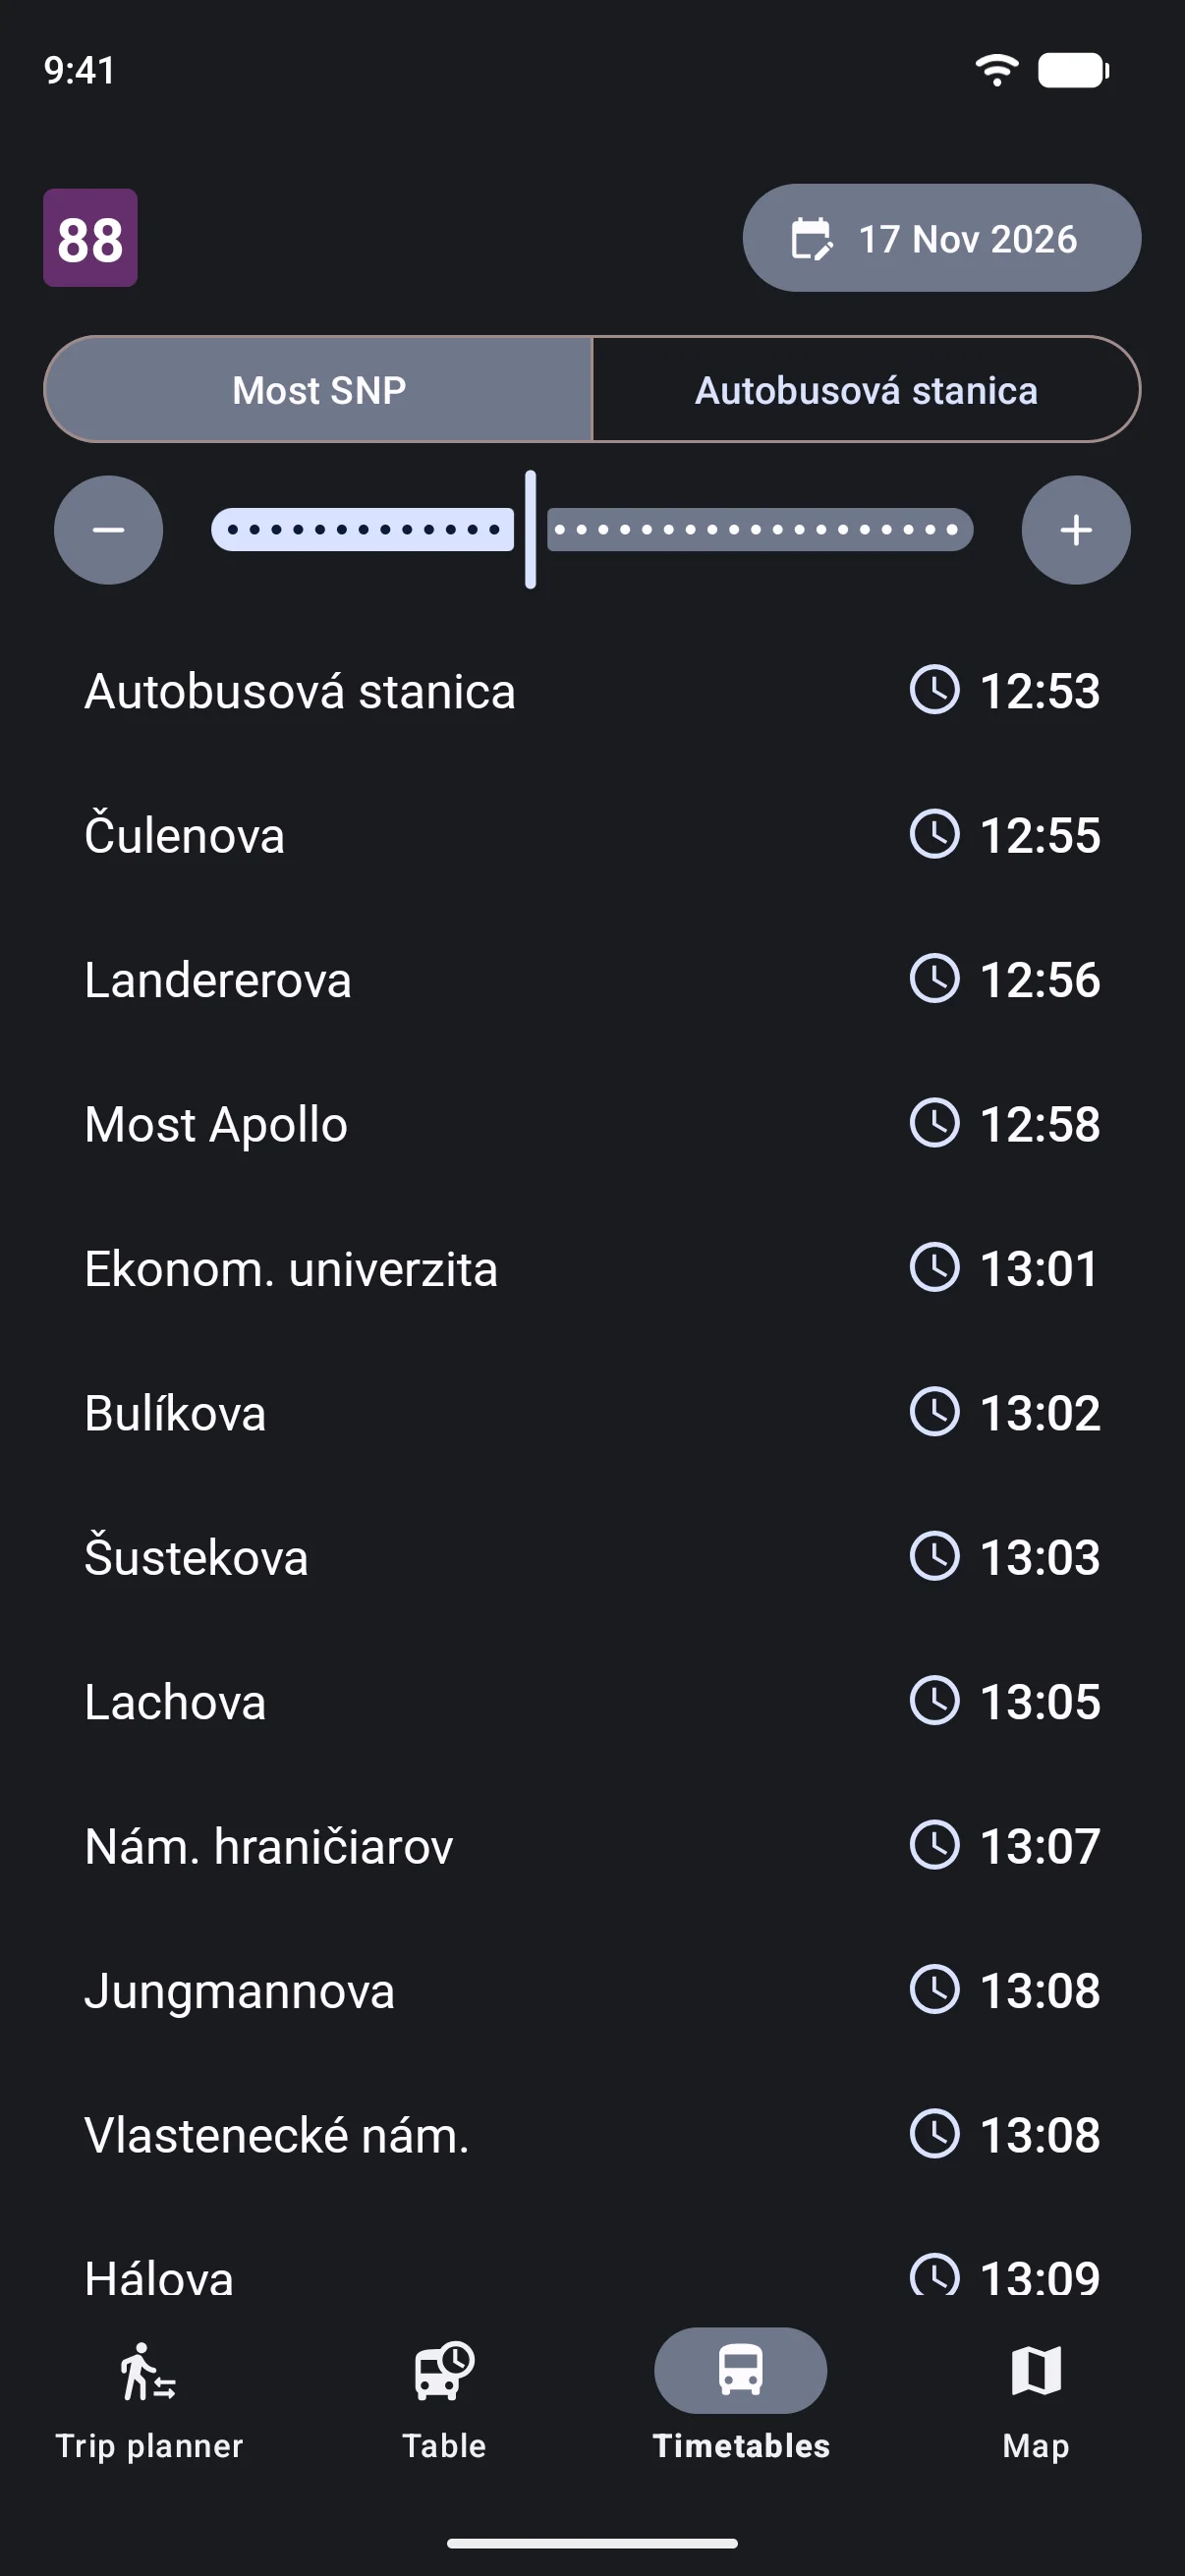 9:41
88
17 Nov 2026
Most SNP
Autobusová stanica
Autobusová stanica 12:53
Čulenova 12:55
Landererova 12:56
Most Apollo 12:58
Ekonom. univerzita 13:01
Bulíkova 13:02
Šustekova 13:03
Lachova 13:05
Nám. hraničiarov 13:07
Jungmannova 13:08
Vlastenecké nám. 13:08
Hálova 13:09
Trip planner
Table
Timetables
Map